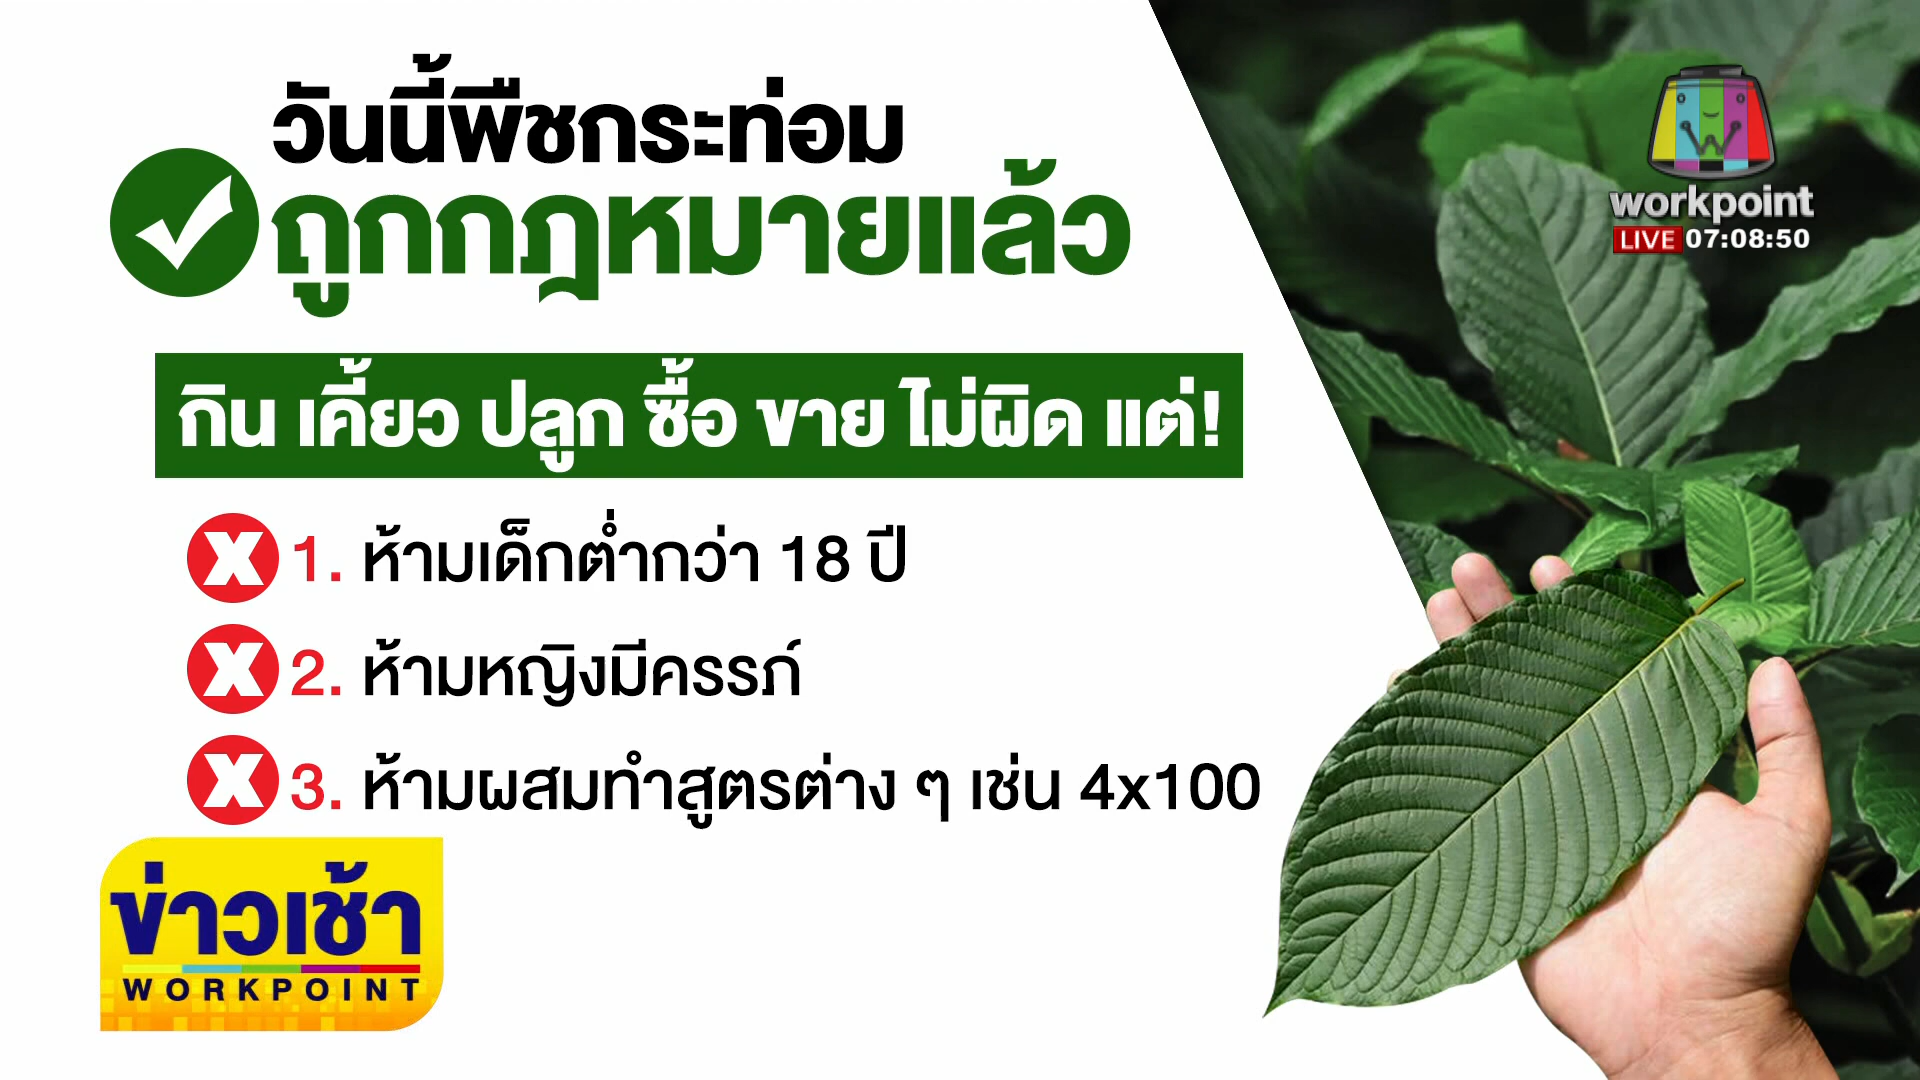 วันนี้พืชกระท่อม
ถูกกฎหมายแล้ว
กิน เคี้ยว ปลูก ซื้อ ขาย ไม่ผิด แต่!
X 1. ห้ามเด็กต่ำกว่า 18 ปี
X 2. ห้ามหญิงมีครรภ์
X 3. ห้ามผสมทำสูตรต่าง ๆ เช่น 4x100
workpoint
LIVE 07:08:50
ข่าวเช้า
WORKPOINT